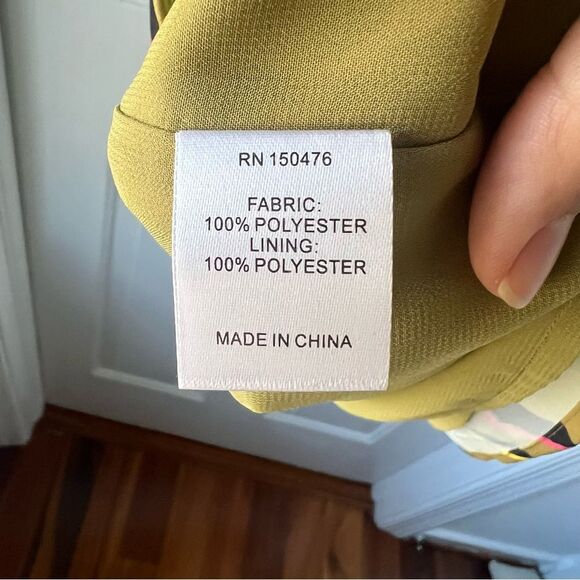 RN 150476
FABRIC:
100% POLYESTER
LINING:
100% POLYESTER
MADE IN CHINA